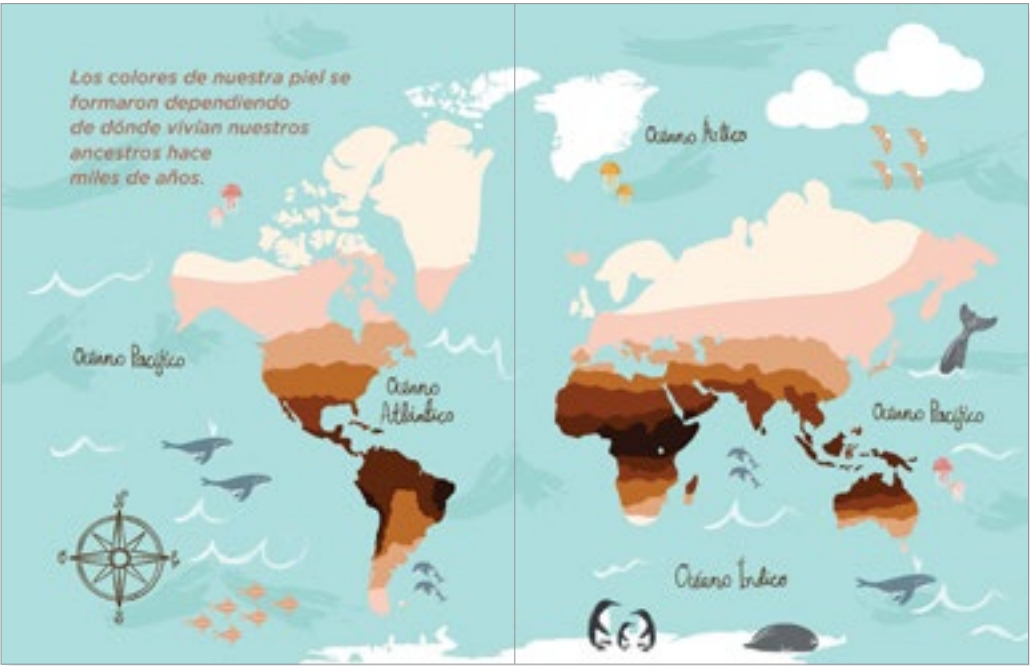 Los colores de nuestra piel se
formaron dependiendo
de dónde vivían nuestros
ancestros hace
miles de años.
Océano Ártico
Océano Pacífico
Océano
Atlántico
Océano Pacífico
Océano Índico
N
S